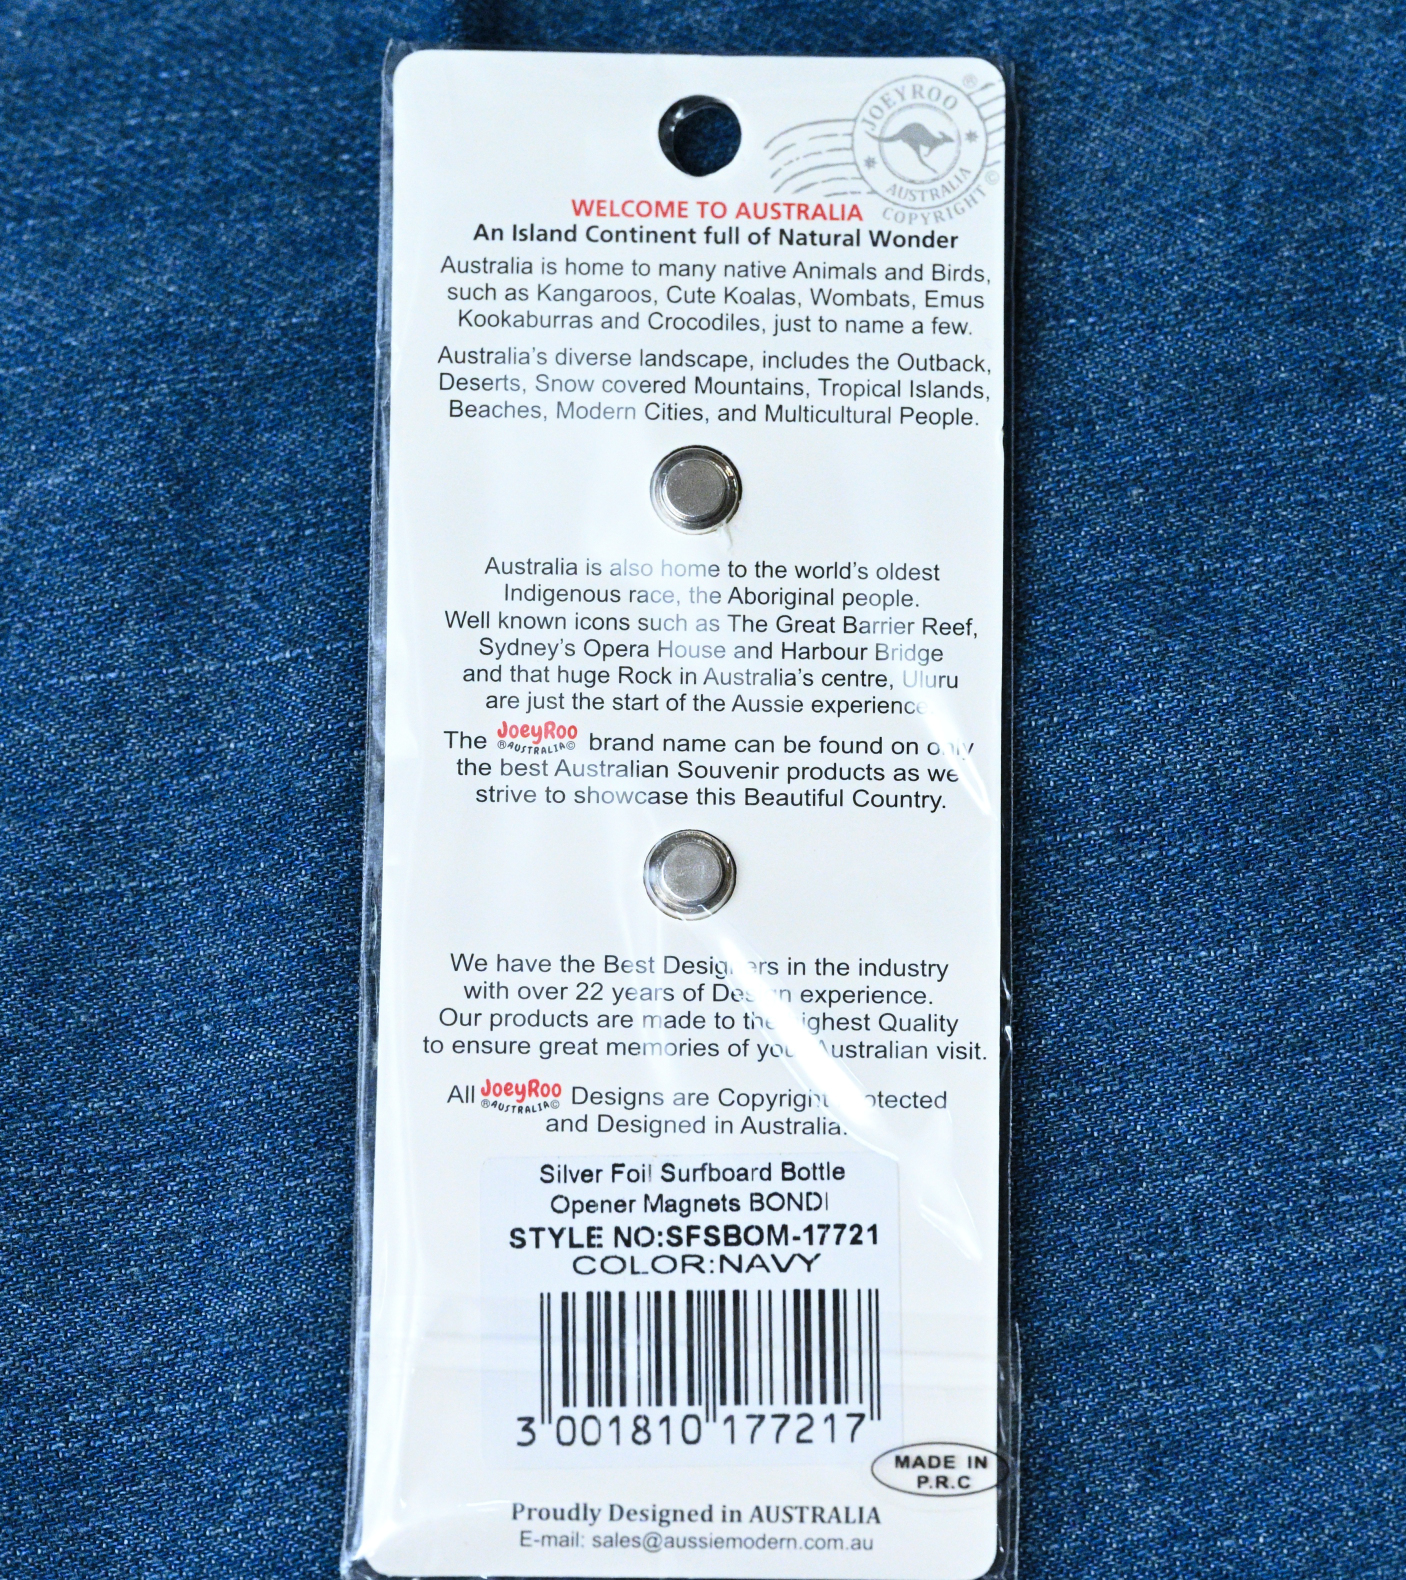 JOEYROO ®
AUSTRALIA
COPYRIGHT ©
WELCOME TO AUSTRALIA
An Island Continent full of Natural Wonder
Australia is home to many native Animals and Birds,
such as Kangaroos, Cute Koalas, Wombats, Emus
Kookaburras and Crocodiles, just to name a few.
Australia's diverse landscape, includes the Outback,
Deserts, Snow covered Mountains, Tropical Islands,
Beaches, Modern Cities, and Multicultural People.
Australia is also home to the world's oldest
Indigenous race, the Aboriginal people.
Well known icons such as The Great Barrier Reef,
Sydney's Opera House and Harbour Bridge
and that huge Rock in Australia's centre, Uluru
are just the start of the Aussie experience.
The JoeyRoo ®AUSTRALIA© brand name can be found on only
the best Australian Souvenir products as we
strive to showcase this Beautiful Country.
We have the Best Designers in the industry
with over 22 years of Design experience.
Our products are made to the highest Quality
to ensure great memories of your Australian visit.
All JoeyRoo ®AUSTRALIA© Designs are Copyright Protected
and Designed in Australia.
Silver Foil Surfboard Bottle
Opener Magnets BONDI
STYLE NO:SFSBOM-17721
COLOR:NAVY
3 001810 177217
MADE IN
P.R.C
Proudly Designed in AUSTRALIA
E-mail: sales@aussiemodern.com.au